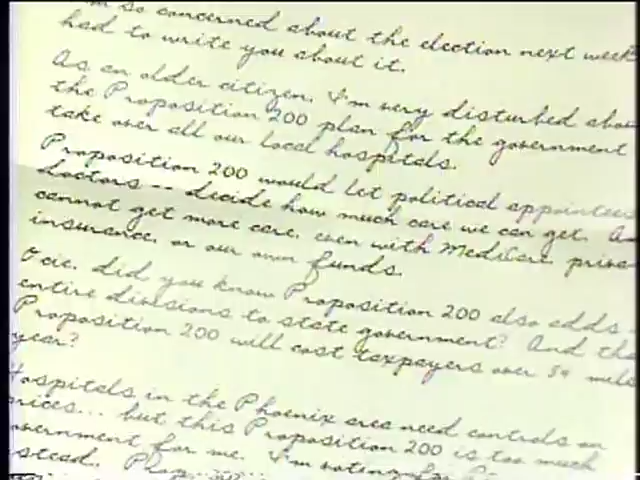 so concerned about the election next week
had to write you about it.
As an older citizen, I'm very disturbed abou
the Proposition 200 plan for the government
take over all our local hospitals.
Proposition 200 would let political appointees
doctors -- decide how much care we can get. An
cannot get more care, even with Medicare, priva
insurance, or our own funds.
did you know Proposition 200 also adds
entire divisions to state government? And tha
Proposition 200 will cost taxpayers over
year?
Hospitals in the Phoenix area need controls on
prices... but this Proposition 200 is too much
government for me. I'm voting
stead.